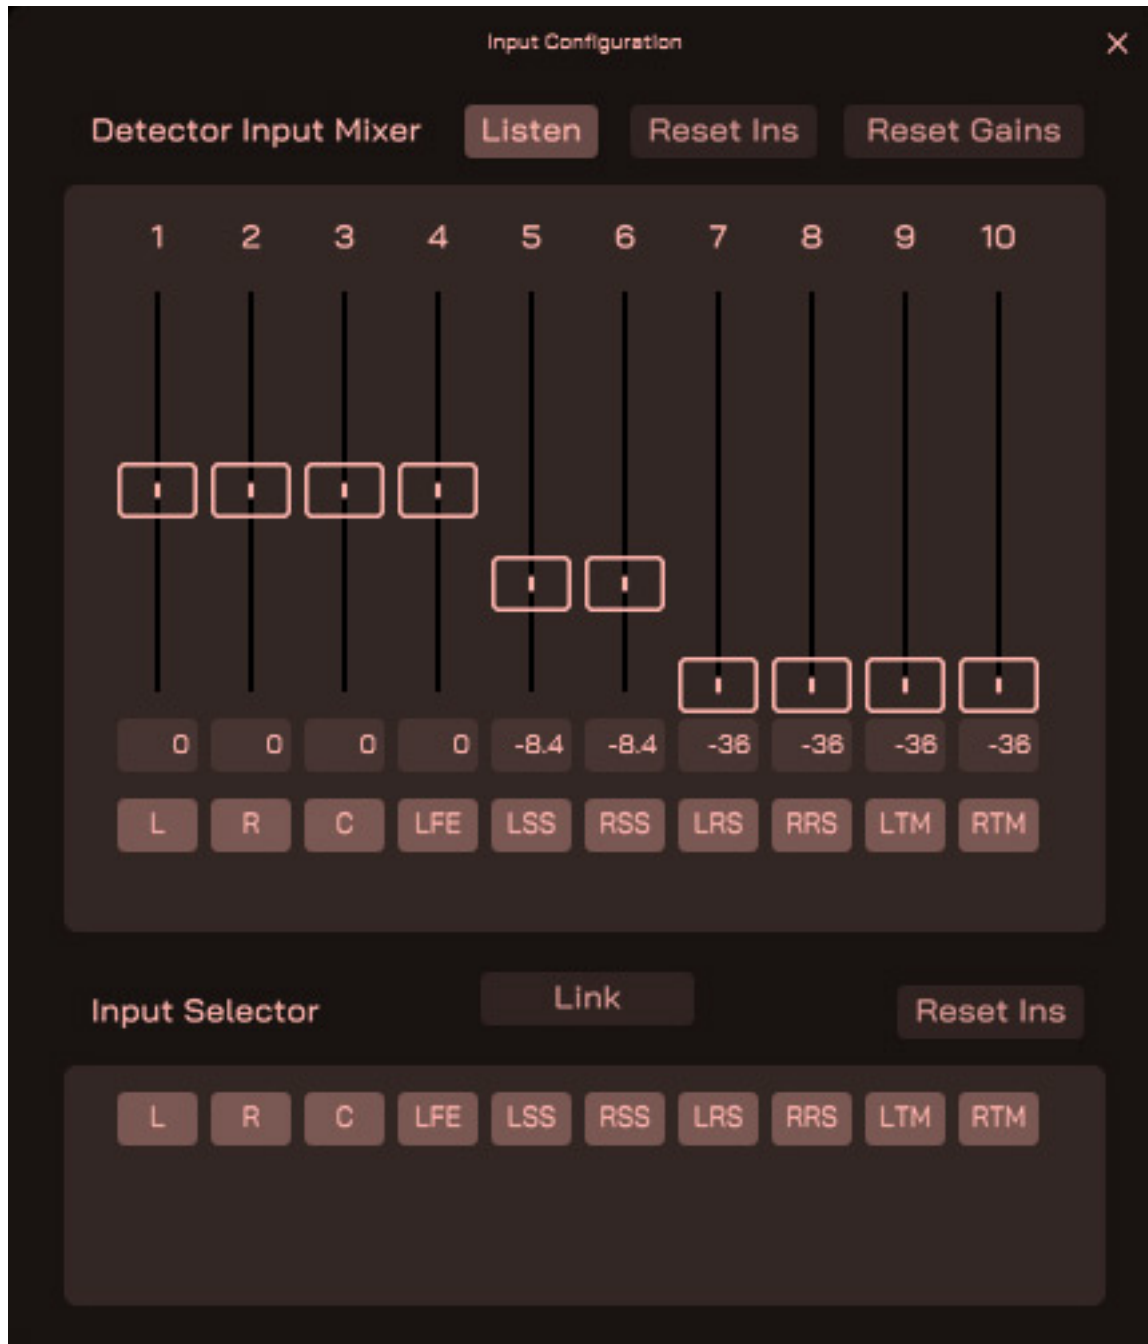 Input Configuration
Detector Input Mixer Listen Reset Ins Reset Gains
1 2 3 4 5 6 7 8 9 10
0 0 0 0 -8.4 -8.4 -36 -36 -36 -36
L R C LFE LSS RSS LRS RRS LTM RTM
Input Selector Link Reset Ins
L R C LFE LSS RSS LRS RRS LTM RTM